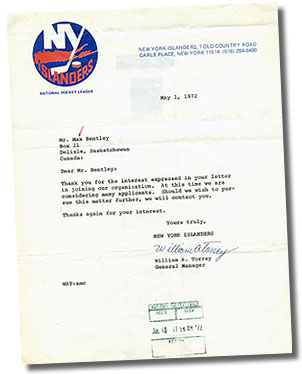 NY
ISLANDERS
NATIONAL HOCKEY LEAGUE
NEW YORK ISLANDERS, 1 OLD COUNTRY ROAD
CARLE PLACE, NEW YORK 11514 (516) 294-5400
May 1, 1972
Mr. Max Bentley
Box 21
Delisle, Saskatchewan
Canada:
Dear Mr. Bentley:
Thank you for the interest expressed in your letter
in joining our organization. At this time we are
considering many applicants. Should we wish to pur-
sue this matter further, we will contact you.
Thanks again for your interest.
Yours truly,
NEW YORK ISLANDERS
William A. Torrey
William A. Torrey
General Manager
WAT:amc